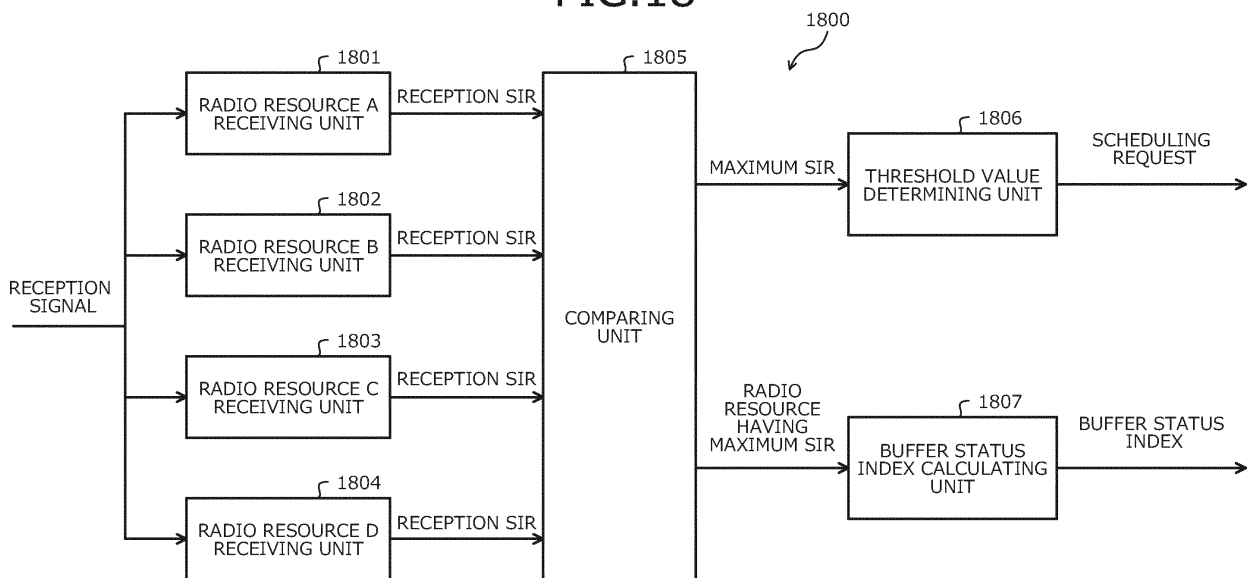 1800
1801
RADIO RESOURCE A
RECEIVING UNIT
RECEPTION SIR
1802
RADIO RESOURCE B
RECEIVING UNIT
RECEPTION SIR
RECEPTION
SIGNAL
1803
RADIO RESOURCE C
RECEIVING UNIT
RECEPTION SIR
1804
RADIO RESOURCE D
RECEIVING UNIT
RECEPTION SIR
1805
COMPARING
UNIT
MAXIMUM SIR
1806
THRESHOLD VALUE
DETERMINING UNIT
SCHEDULING
REQUEST
RADIO
RESOURCE
HAVING
MAXIMUM SIR
1807
BUFFER STATUS
INDEX CALCULATING
UNIT
BUFFER STATUS
INDEX